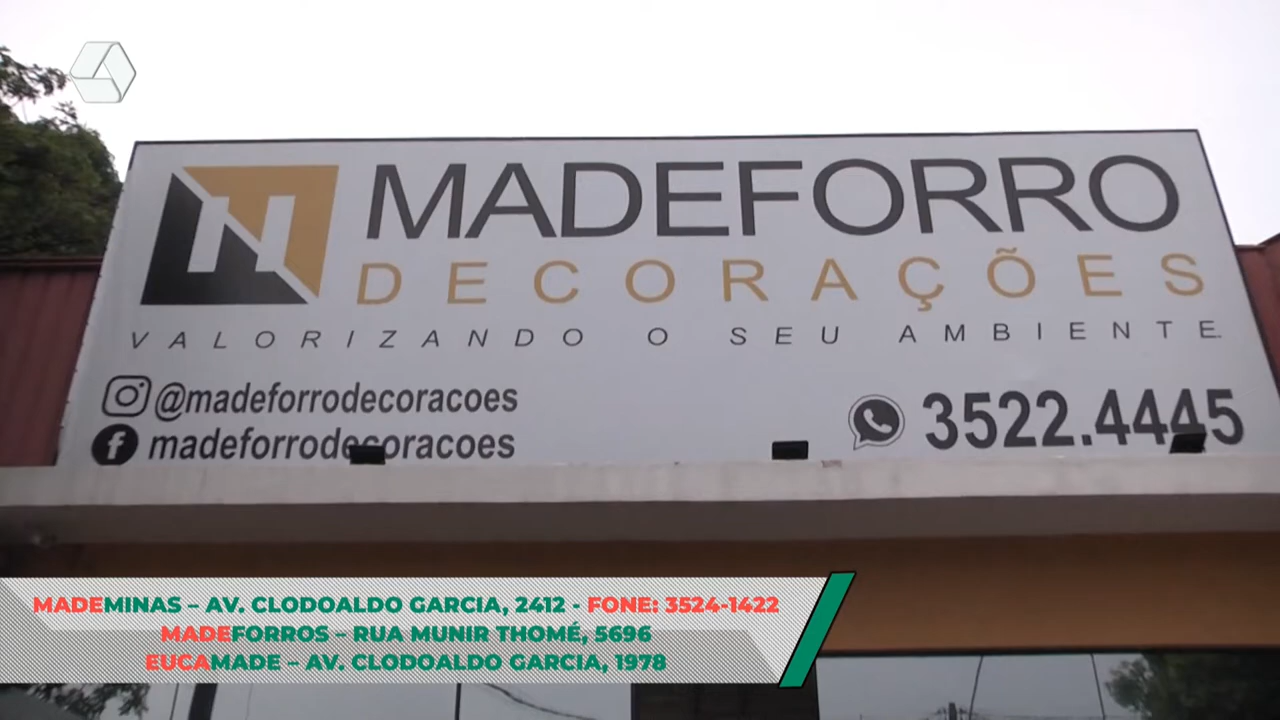 MADEFORRO
DECORAÇÕES
VALORIZANDO O SEU AMBIENTE.
@madeforrodecoracoes
madeforrodecoracoes
3522.4445
MADEMINAS – AV. CLODOALDO GARCIA, 2412 - FONE: 3524-1422
MADEFORROS – RUA MUNIR THOMÉ, 5696
EUCAMADE – AV. CLODOALDO GARCIA, 1978